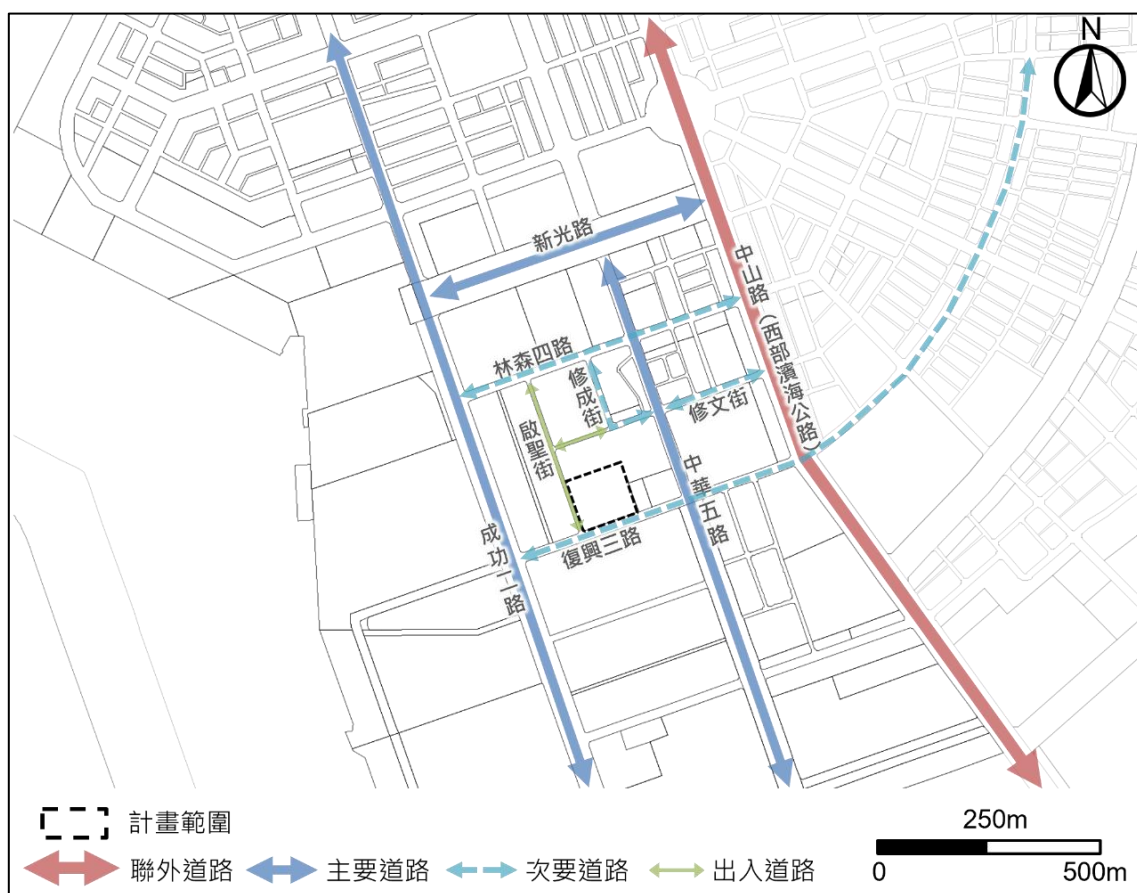 N
新光路
中山路（西部濱海公路）
林森四路
修成街
修文街
啟聖街
中華五路
復興三路
成功二路
計畫範圍
250m
聯外道路
主要道路
次要道路
出入道路
0
500m